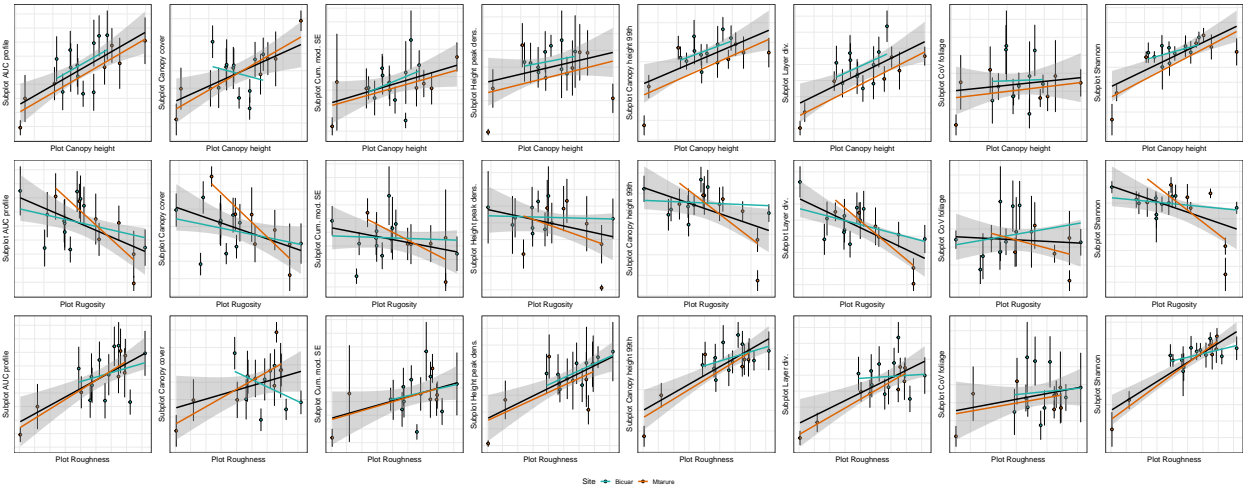 Subplot AUC profile
Plot Canopy height
Subplot Canopy cover
Plot Canopy height
Subplot Cum. mod. SE
Plot Canopy height
Subplot Height peak dens.
Plot Canopy height
Subplot Canopy height 99th
Plot Canopy height
Subplot Layer div.
Plot Canopy height
Subplot CoV foliage
Plot Canopy height
Subplot Shannon
Plot Canopy height
Subplot AUC profile
Plot Rugosity
Subplot Canopy cover
Plot Rugosity
Subplot Cum. mod. SE
Plot Rugosity
Subplot Height peak dens.
Plot Rugosity
Subplot Canopy height 99th
Plot Rugosity
Subplot Layer div.
Plot Rugosity
Subplot CoV foliage
Plot Rugosity
Subplot Shannon
Plot Rugosity
Subplot AUC profile
Plot Roughness
Subplot Canopy cover
Plot Roughness
Subplot Cum. mod. SE
Plot Roughness
Subplot Height peak dens.
Plot Roughness
Subplot Canopy height 99th
Plot Roughness
Subplot Layer div.
Plot Roughness
Subplot CoV foliage
Plot Roughness
Subplot Shannon
Plot Roughness
Site Bicuar Mtarure